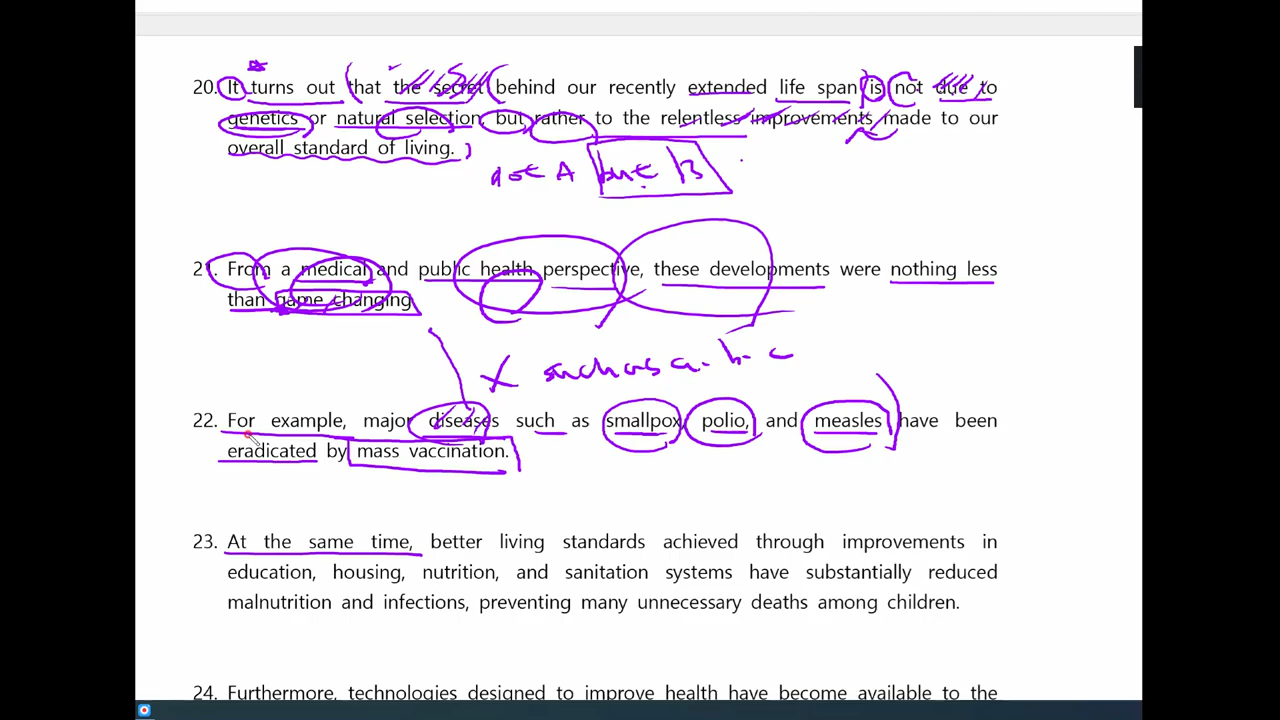 20. It turns out that the secret behind our recently extended life span is not due to
genetics or natural selection, but rather to the relentless improvements made to our
overall standard of living.
not A but B
21. From a medical and public health perspective, these developments were nothing less
than game changing.
such as a. b. c
22. For example, major diseases such as smallpox, polio, and measles have been
eradicated by mass vaccination.
23. At the same time, better living standards achieved through improvements in
education, housing, nutrition, and sanitation systems have substantially reduced
malnutrition and infections, preventing many unnecessary deaths among children.
24. Furthermore, technologies designed to improve health have become available to the